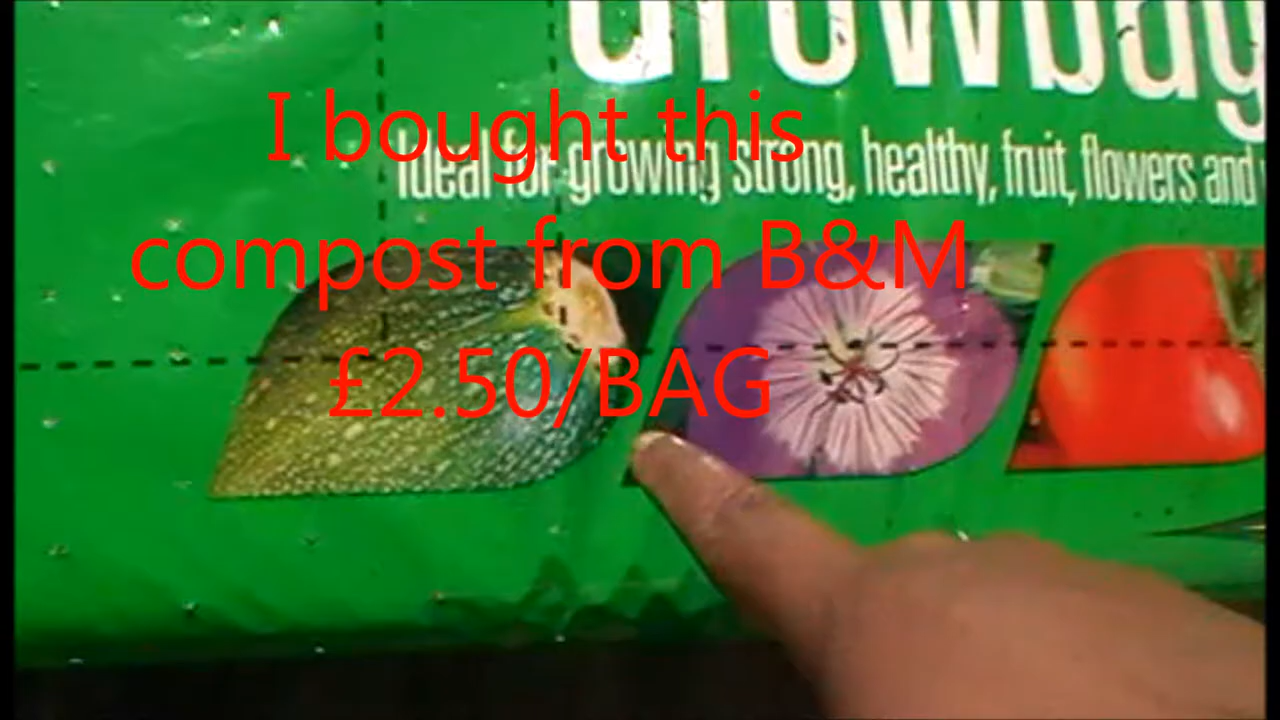 Growbag
I bought this
Ideal for growing strong, healthy, fruit, flowers and
compost from B&M
£2.50/BAG